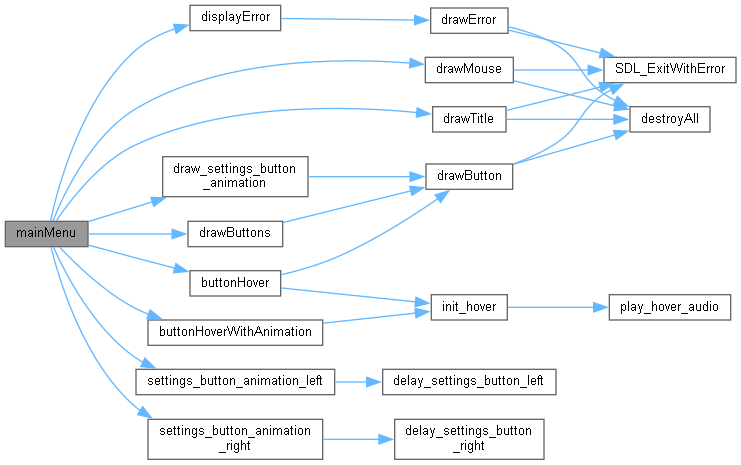 displayError
drawError
drawMouse
SDL_ExitWithError
drawTitle
destroyAll
draw_settings_button
_animation
drawButton
mainMenu
drawButtons
buttonHover
init_hover
play_hover_audio
buttonHoverWithAnimation
settings_button_animation_left
delay_settings_button_left
settings_button_animation
_right
delay_settings_button
_right